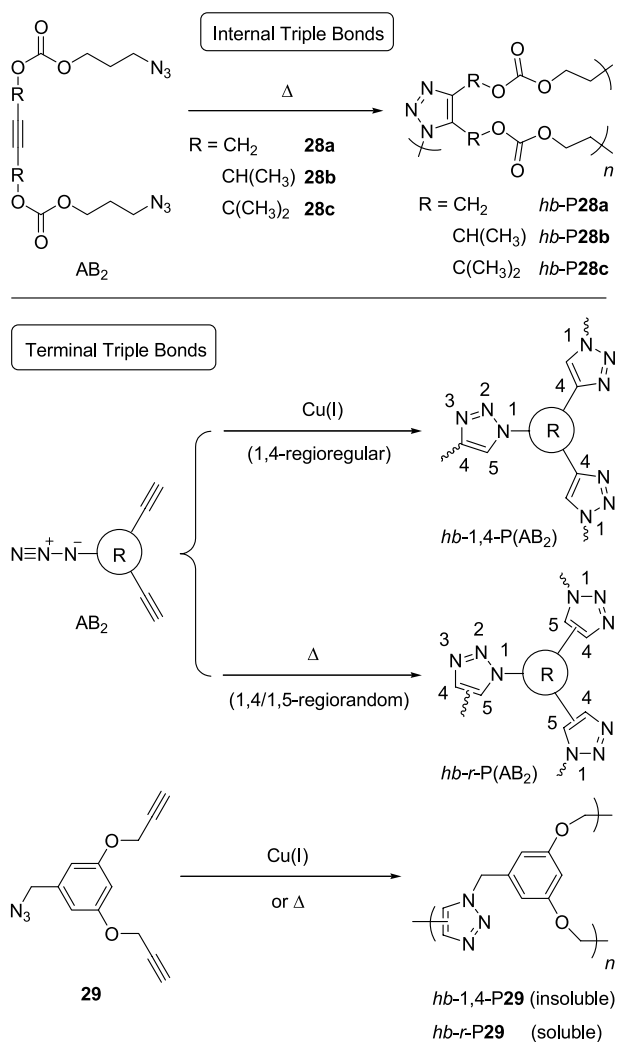 Internal Triple Bonds
O O N3
O
R
R
O O N3
O
AB2
Δ
R = CH2 28a
CH(CH3) 28b
C(CH3)2 28c
N N N
R O O
O
R O O
O
n
R = CH2 hb-P28a
CH(CH3) hb-P28b
C(CH3)2 hb-P28c
Terminal Triple Bonds
N≡N–N R
+ −
AB2
Cu(I)
(1,4-regioregular)
3 2 1
N N N
4 5
R
1
N N N
4
4
N N N
1
hb-1,4-P(AB2)
Δ
(1,4/1,5-regiorandom)
3 2 1
N N N
4 5
R
1
N N N
5 4
4
5
N N N
1
hb-r-P(AB2)
O
N3
O
29
Cu(I)
or Δ
O
N N N
O
n
hb-1,4-P29 (insoluble)
hb-r-P29 (soluble)